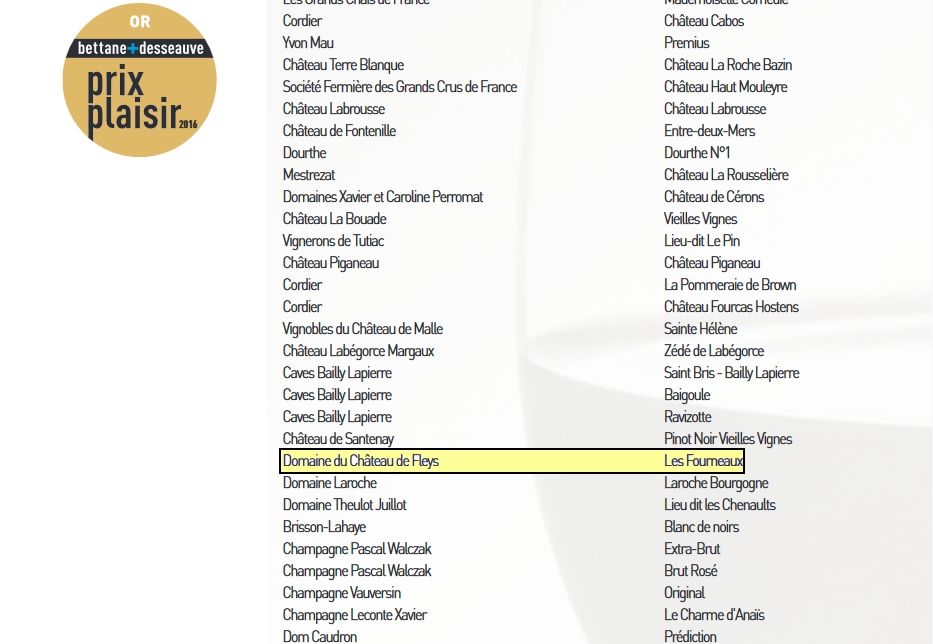 Les Grands Chais de France Mademoiselle Comédie
OR
Cordier Château Cabos
bettane+desseauve
Yvon Mau Premius
prix
plaisir 2016
Château Terre Blanque Château La Roche Bazin
Société Fermière des Grands Crus de France Château Haut Mouleyre
Château Labrousse Château Labrousse
Château de Fontenille Entre-deux-Mers
Dourthe Dourthe N°1
Mestrezat Château La Rousselière
Domaines Xavier et Caroline Perromat Château de Cérons
Château La Bouade Vieilles Vignes
Vignerons de Tutiac Lieu-dit Le Pin
Château Piganeau Château Piganeau
Cordier La Pommeraie de Brown
Cordier Château Fourcas Hostens
Vignobles du Château de Malle Sainte Hélène
Château Labégorce Margaux Zédé de Labégorce
Caves Bailly Lapierre Saint Bris - Bailly Lapierre
Caves Bailly Lapierre Baigoule
Caves Bailly Lapierre Ravizotte
Château de Santenay Pinot Noir Vieilles Vignes
Domaine du Château de Fleys Les Fourneaux
Domaine Laroche Laroche Bourgogne
Domaine Theulot Juillot Lieu dit les Chenaults
Brisson-Lahaye Blanc de noirs
Champagne Pascal Walczak Extra-Brut
Champagne Pascal Walczak Brut Rosé
Champagne Vauversin Original
Champagne Leconte Xavier Le Charme d'Anaïs
Dom Caudron Prédiction